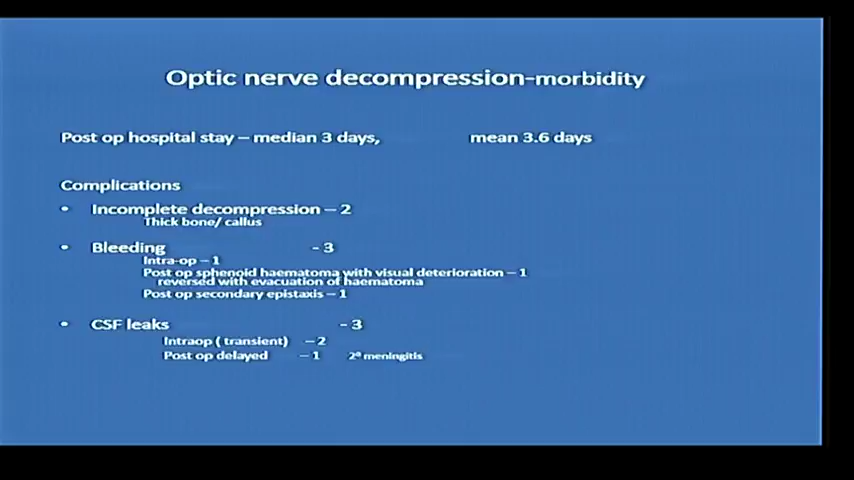 Optic nerve decompression-morbidity
Post op hospital stay – median 3 days, mean 3.6 days
Complications
• Incomplete decompression – 2
Thick bone/ callus
• Bleeding - 3
Intra-op – 1
Post op sphenoid haematoma with visual deterioration – 1
reversed with evacuation of haematoma
Post op secondary epistaxis – 1
• CSF leaks - 3
Intraop ( transient) – 2
Post op delayed – 1 2ª meningitis